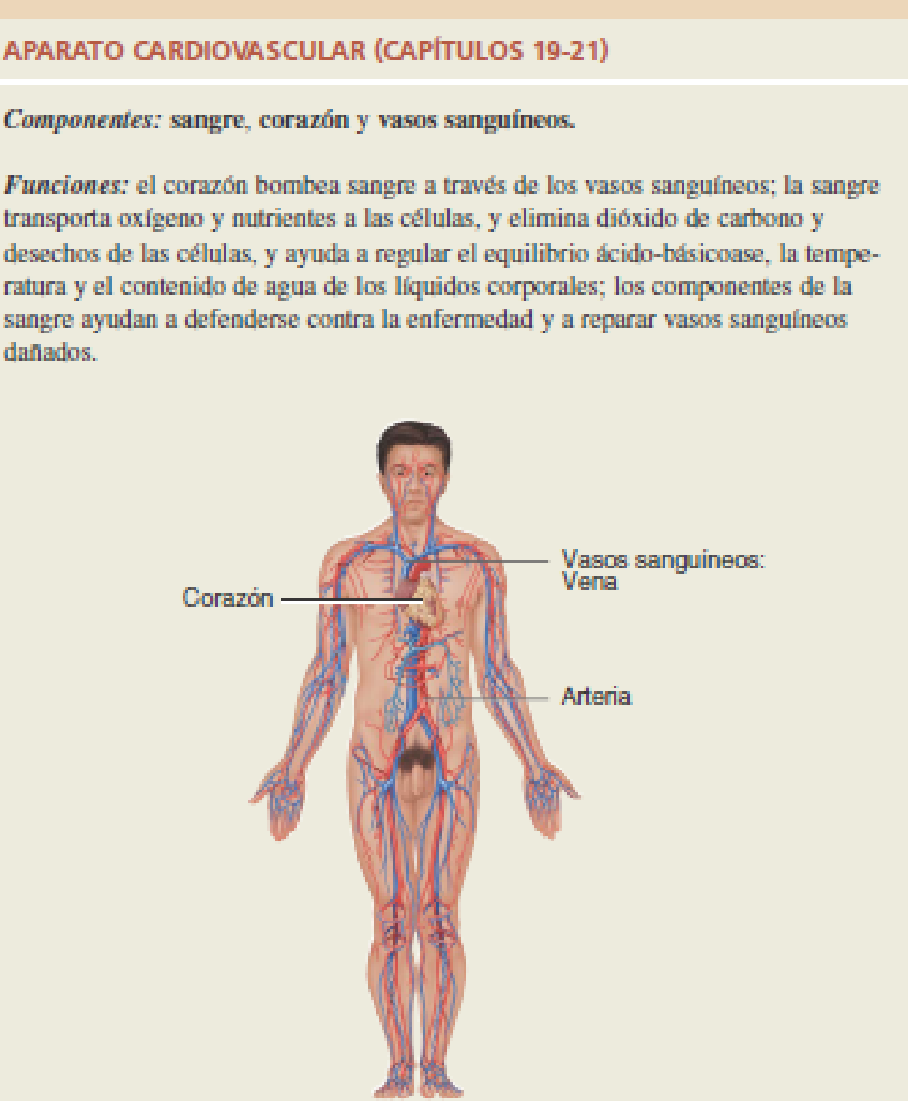 APARATO CARDIOVASCULAR (CAPÍTULOS 19-21)
Componentes: sangre, corazón y vasos sanguíneos.
Funciones: el corazón bombea sangre a través de los vasos sanguíneos; la sangre
transporta oxígeno y nutrientes a las células, y elimina dióxido de carbono y
desechos de las células, y ayuda a regular el equilibrio ácido-básicoase, la tempe-
ratura y el contenido de agua de los líquidos corporales; los componentes de la
sangre ayudan a defenderse contra la enfermedad y a reparar vasos sanguíneos
dañados.
Vasos sanguíneos:
Vena
Corazón
Arteria